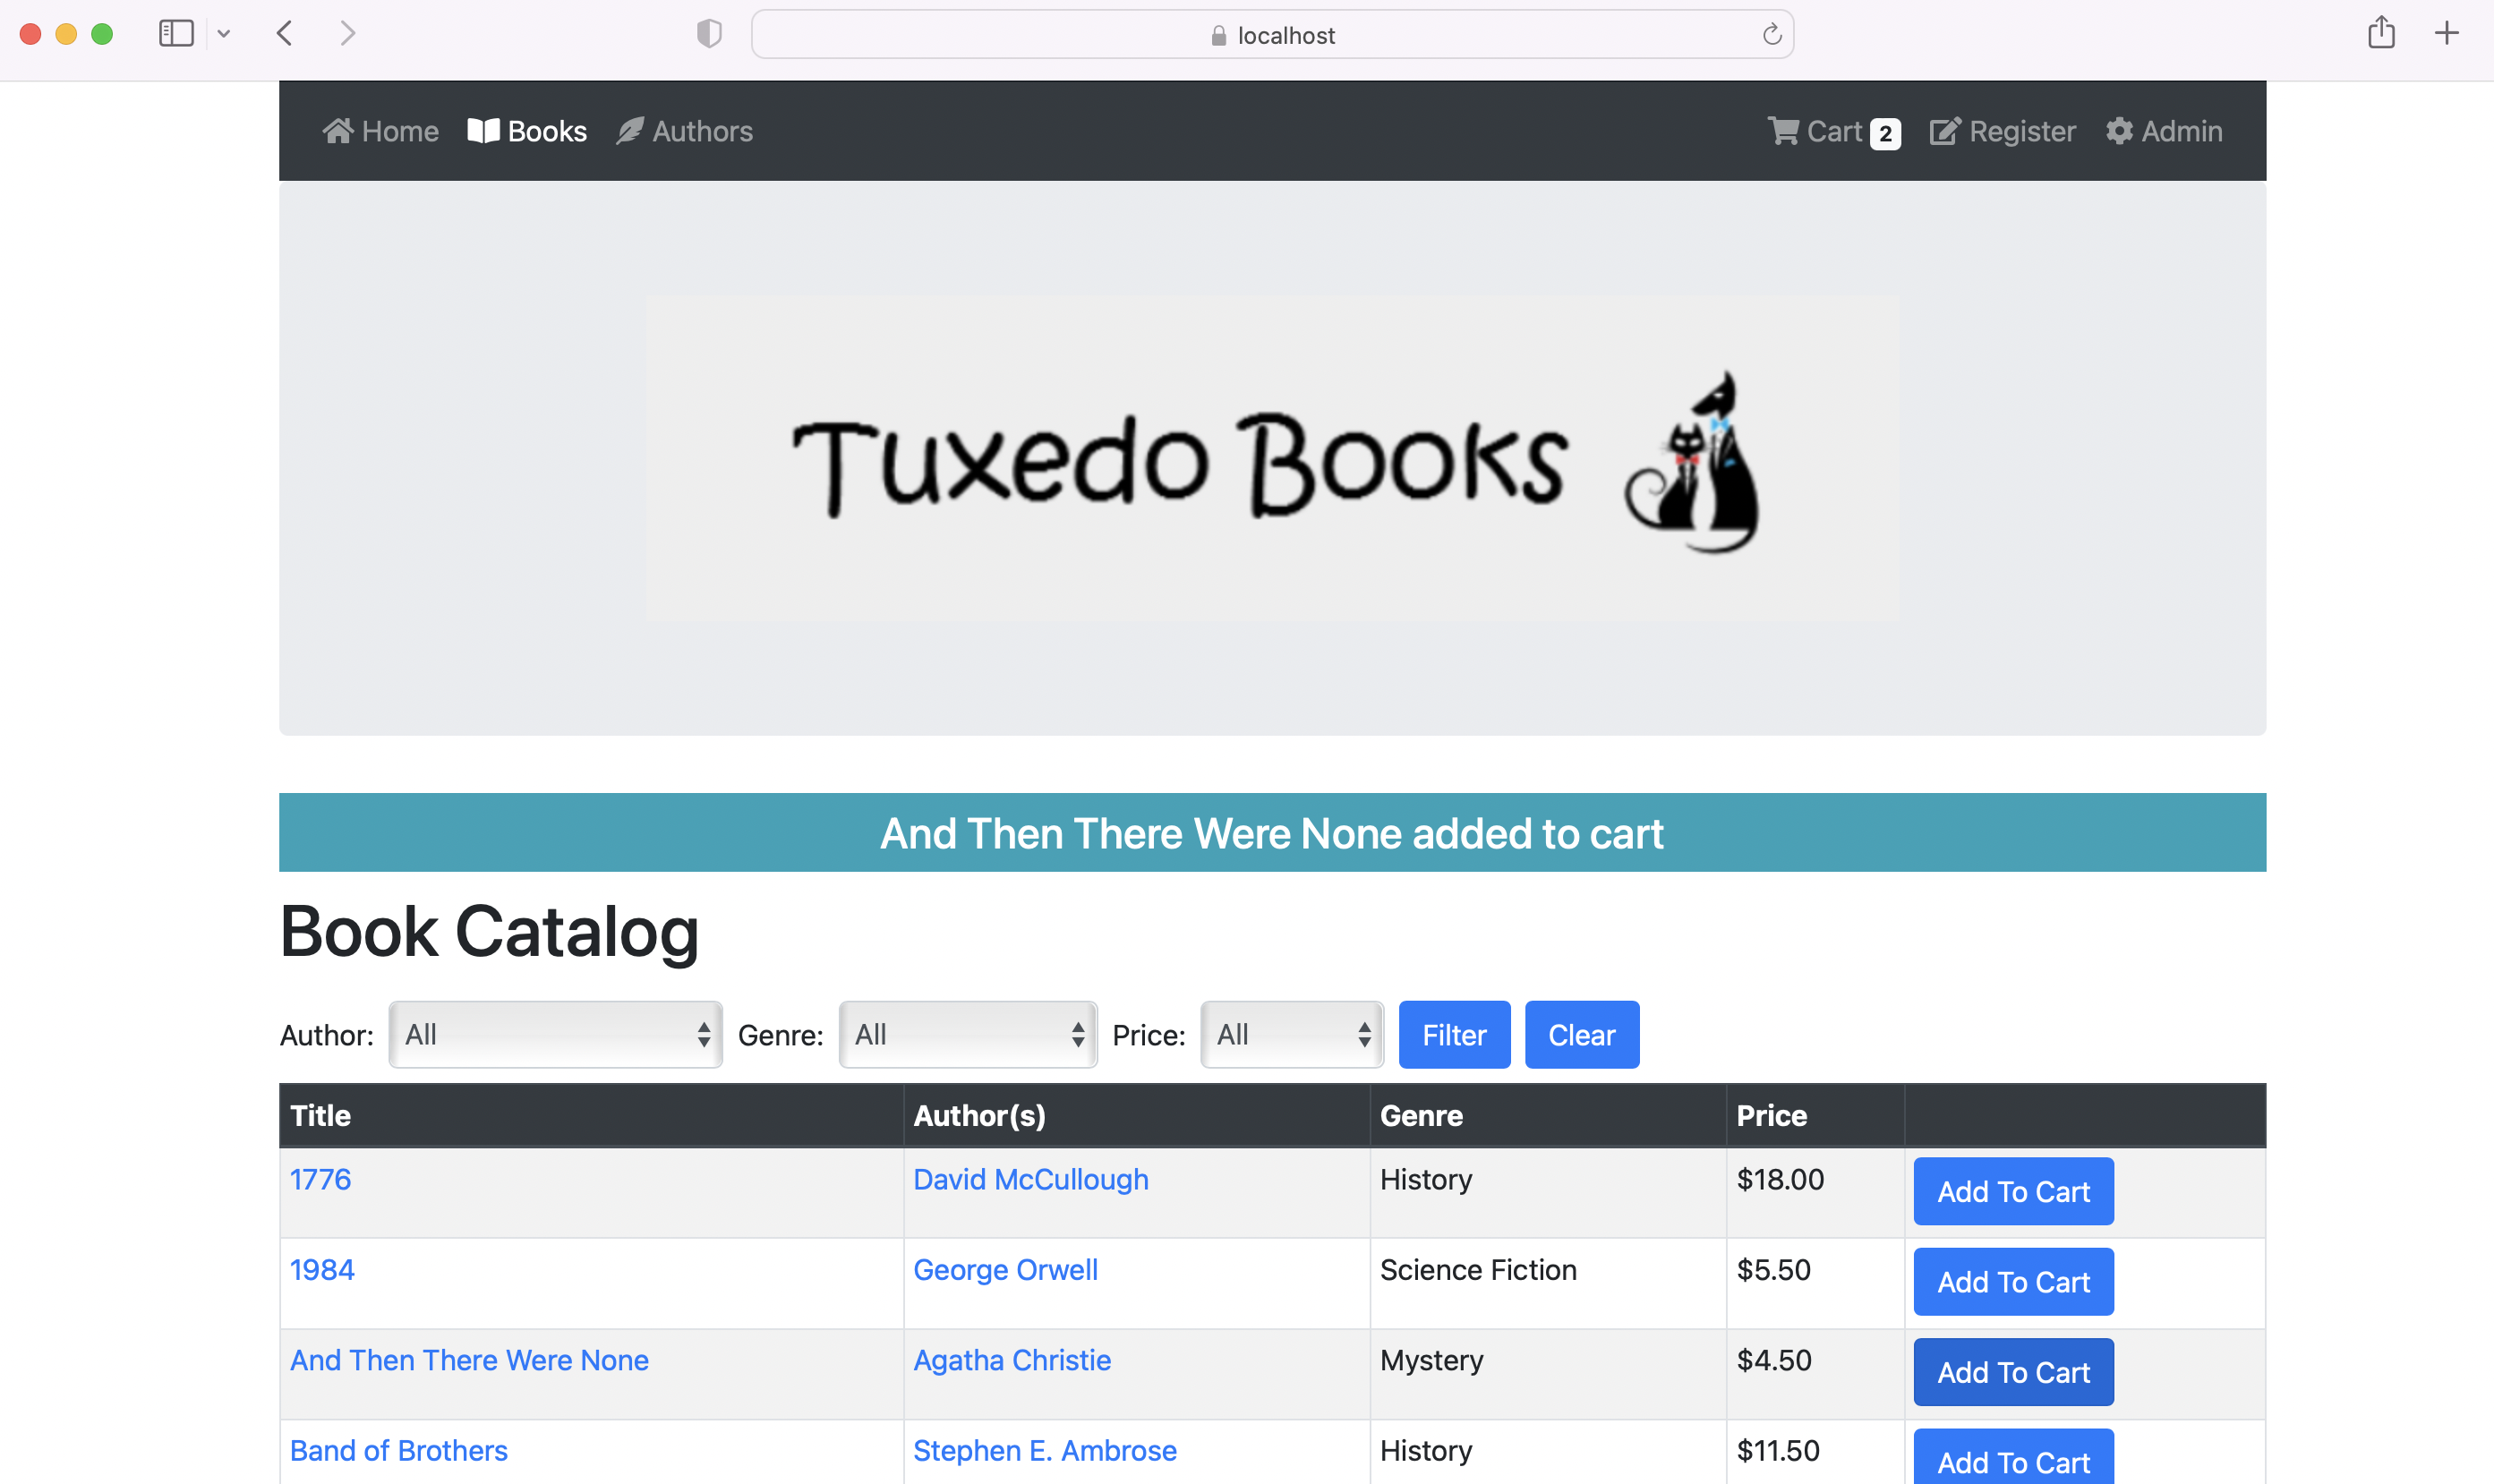 localhost
Home Books Authors Cart 2 Register Admin
Tuxedo Books
And Then There Were None added to cart
Book Catalog
Author: All Genre: All Price: All Filter Clear
Title Author(s) Genre Price
1776 David McCullough History $18.00 Add To Cart
1984 George Orwell Science Fiction $5.50 Add To Cart
And Then There Were None Agatha Christie Mystery $4.50 Add To Cart
Band of Brothers Stephen E. Ambrose History $11.50 Add To Cart